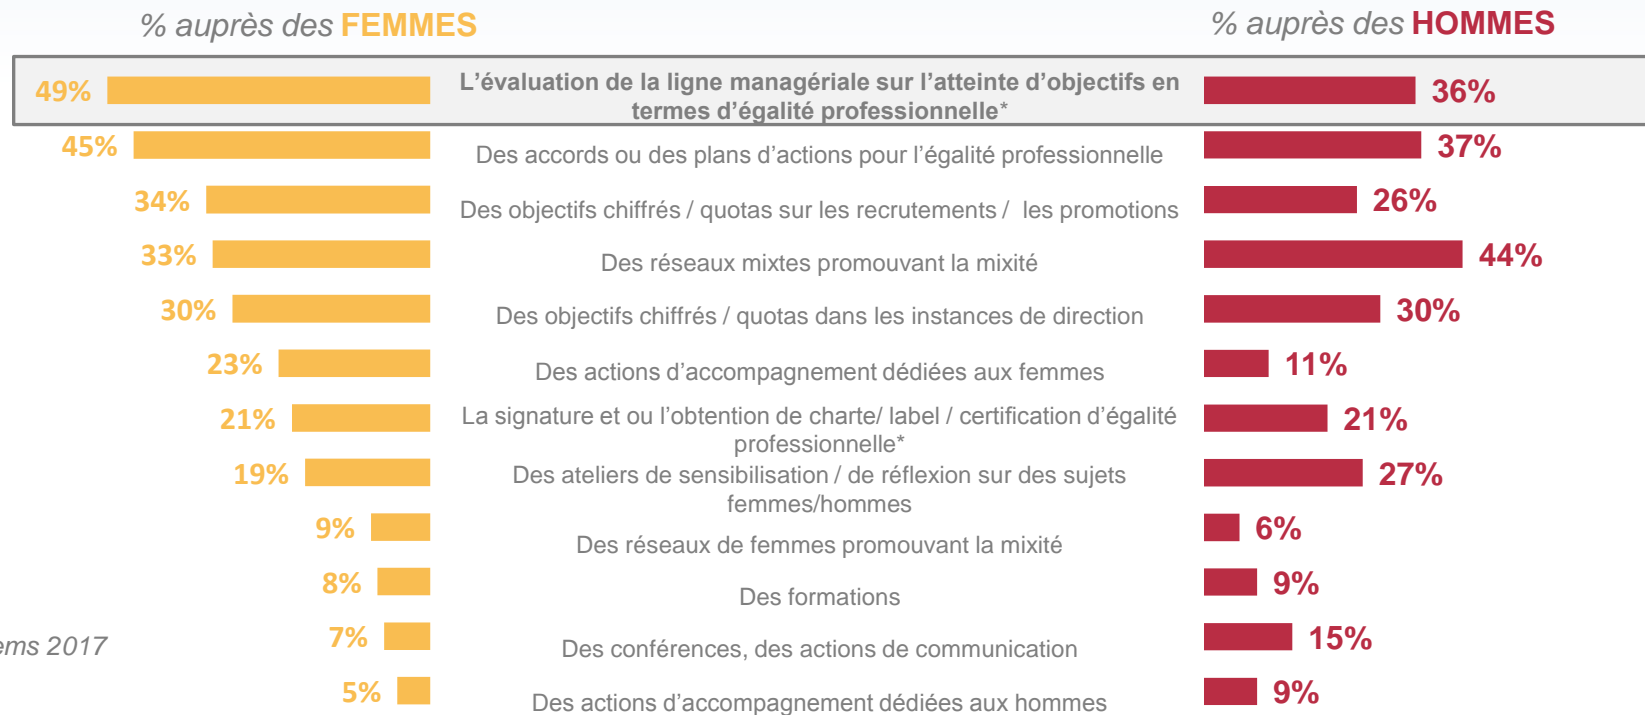 % auprès des FEMMES
% auprès des HOMMES
49%
L'évaluation de la ligne managériale sur l'atteinte d'objectifs en
termes d'égalité professionnelle*
36%
45%
Des accords ou des plans d'actions pour l'égalité professionnelle
37%
34%
Des objectifs chiffrés / quotas sur les recrutements / les promotions
26%
33%
Des réseaux mixtes promouvant la mixité
44%
30%
Des objectifs chiffrés / quotas dans les instances de direction
30%
23%
Des actions d'accompagnement dédiées aux femmes
11%
21%
La signature et ou l'obtention de charte/ label / certification d'égalité
professionnelle*
21%
19%
Des ateliers de sensibilisation / de réflexion sur des sujets
femmes/hommes
27%
9%
Des réseaux de femmes promouvant la mixité
6%
8%
Des formations
9%
ems 2017
7%
Des conférences, des actions de communication
15%
5%
Des actions d'accompagnement dédiées aux hommes
9%